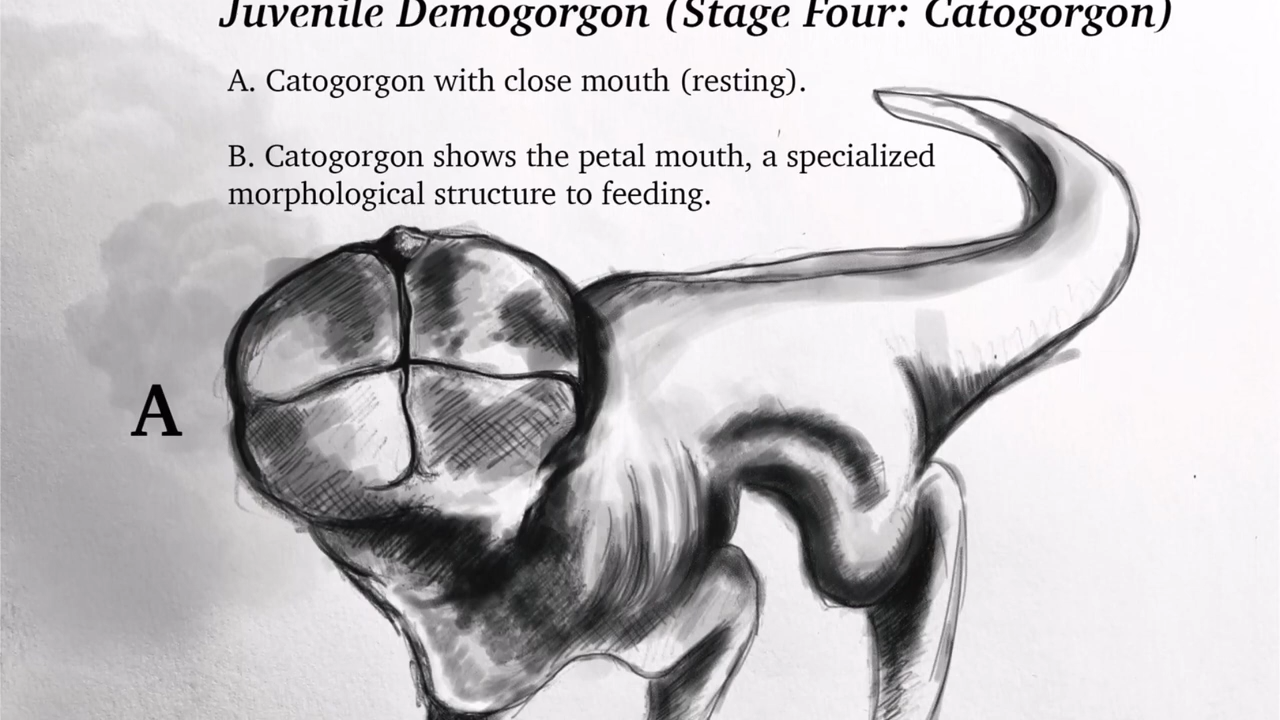 Juvenile Demogorgon (Stage Four: Catogorgon)
A. Catogorgon with close mouth (resting).
B. Catogorgon shows the petal mouth, a specialized
morphological structure to feeding.
A